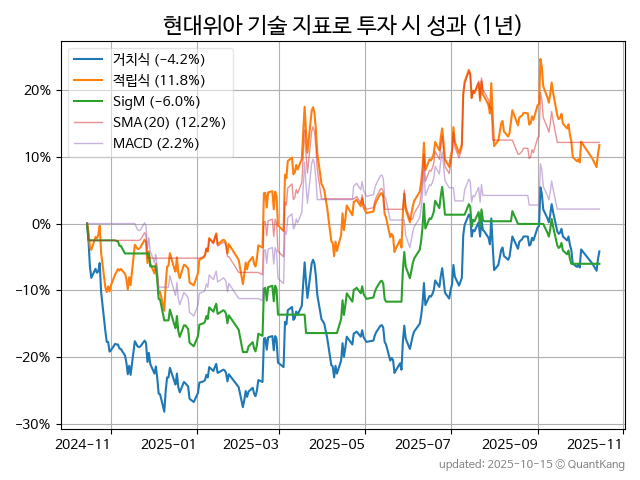 현대위아 기술 지표로 투자 시 성과 (1년)
거치식 (−4.2%)
적립식 (11.8%)
SigM (−6.0%)
SMA(20) (12.2%)
MACD (2.2%)
20%
10%
0%
−10%
−20%
−30%
2024-11 2025-01 2025-03 2025-05 2025-07 2025-09 2025-11
updated: 2025-10-15 © QuantKang